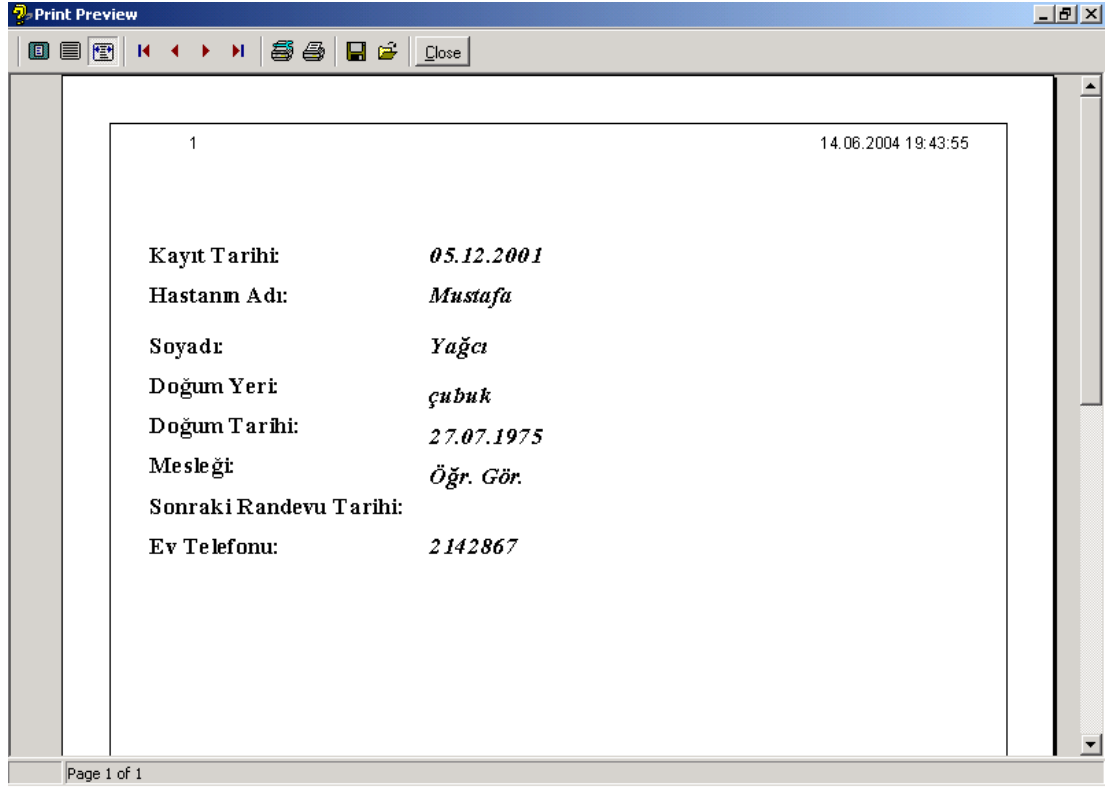 Print Preview
Close
1 14.06.2004 19:43:55
Kayıt Tarihi: 05.12.2001
Hastanın Adı: Mustafa
Soyadı: Yağcı
Doğum Yeri: çubuk
Doğum Tarihi: 27.07.1975
Mesleği: Öğr. Gör.
Sonraki Randevu Tarihi:
Ev Telefonu: 2142867
Page 1 of 1